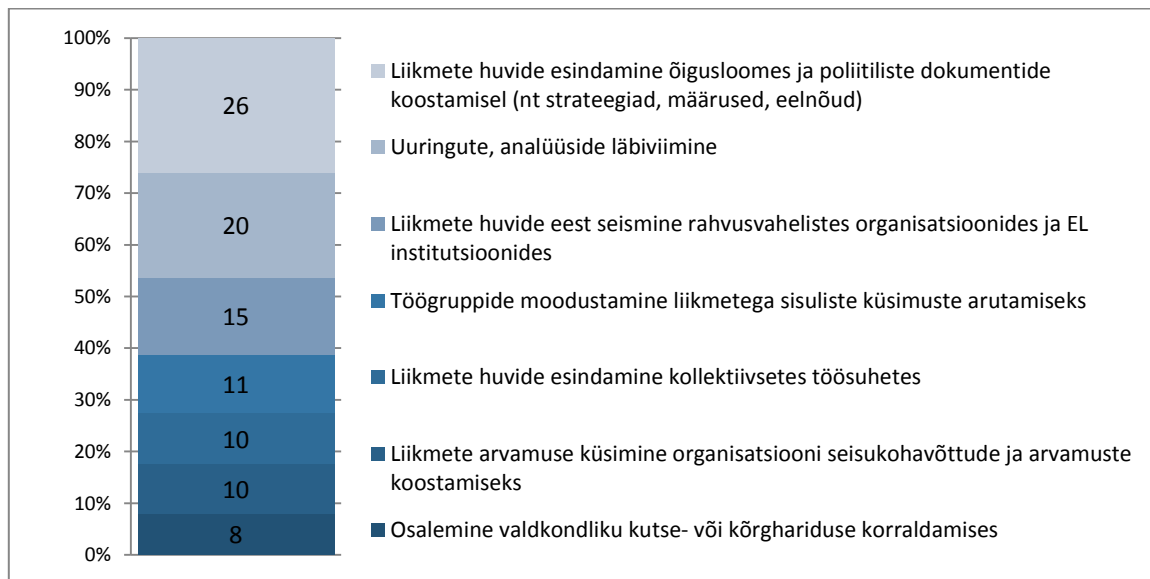 100%
90%
80%
70%
60%
50%
40%
30%
20%
10%
0%
26
20
15
11
10
10
8
Liikmete huvide esindamine õigusloomes ja poliitiliste dokumentide
koostamisel (nt strateegiad, määrused, eelnõud)
Uuringute, analüüside läbiviimine
Liikmete huvide eest seismine rahvusvahelistes organisatsioonides ja EL
institutsioonides
Töögruppide moodustamine liikmetega sisuliste küsimuste arutamiseks
Liikmete huvide esindamine kollektiivsetes töösuhetes
Liikmete arvamuse küsimine organisatsiooni seisukohavõttude ja arvamuste
koostamiseks
Osalemine valdkondliku kutse- või kõrghariduse korraldamises